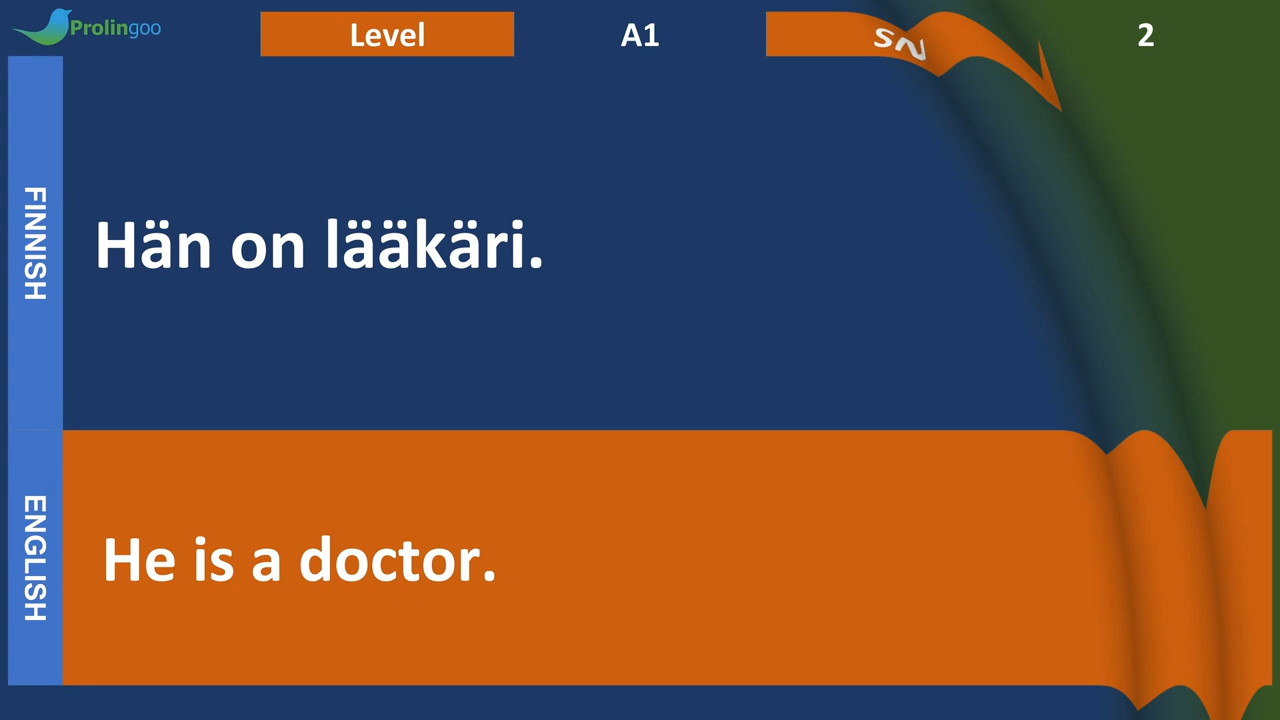 Prolingoo
Level
A1
SN
2
FINNISH
Hän on lääkäri.
ENGLISH
He is a doctor.